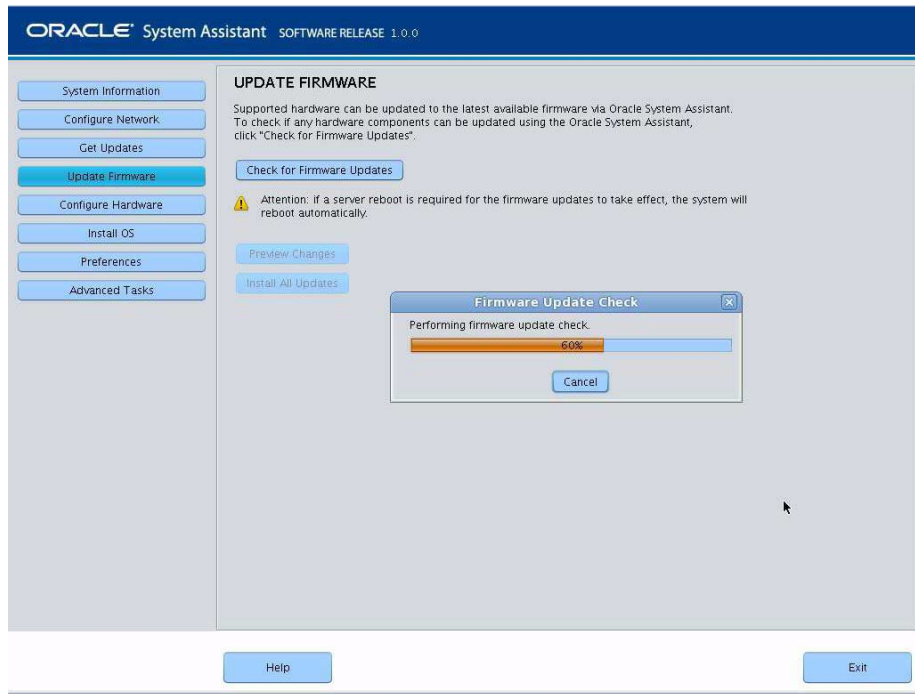 ORACLE® System Assistant SOFTWARE RELEASE 1.0.0
System Information
Configure Network
Get Updates
Update Firmware
Configure Hardware
Install OS
Preferences
Advanced Tasks
UPDATE FIRMWARE
Supported hardware can be updated to the latest available firmware via Oracle System Assistant.
To check if any hardware components can be updated using the Oracle System Assistant,
click "Check for Firmware Updates".
Check for Firmware Updates
Attention: if a server reboot is required for the firmware updates to take effect, the system will
reboot automatically.
Preview Changes
Install All Updates
Firmware Update Check
Performing firmware update check.
60%
Cancel
Help
Exit